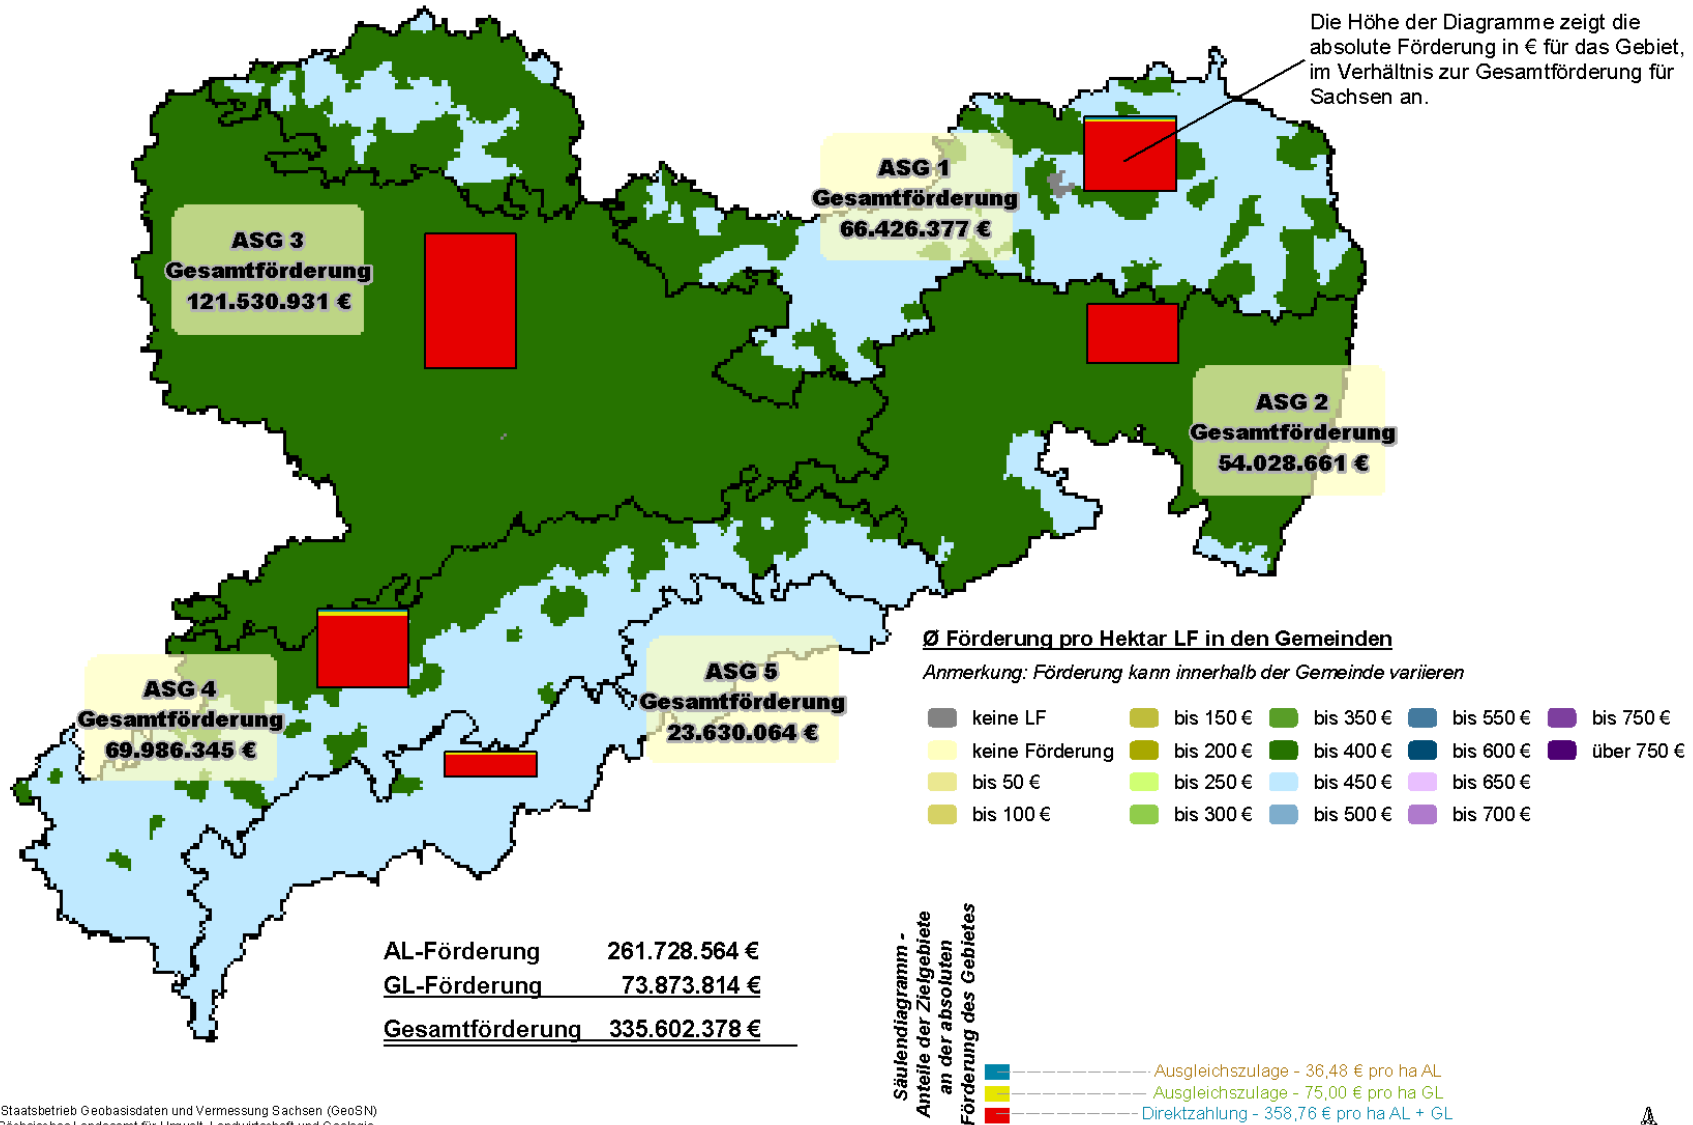 Die Höhe der Diagramme zeigt die
absolute Förderung in € für das Gebiet,
im Verhältnis zur Gesamtförderung für
Sachsen an.
ASG 1
Gesamtförderung
66.426.377 €
ASG 3
Gesamtförderung
121.530.931 €
ASG 2
Gesamtförderung
54.028.661 €
ASG 5
Gesamtförderung
23.630.064 €
ASG 4
Gesamtförderung
69.986.345 €
Ø Förderung pro Hektar LF in den Gemeinden
Anmerkung: Förderung kann innerhalb der Gemeinde variieren
keine LF
keine Förderung
bis 50 €
bis 100 €
bis 150 €
bis 200 €
bis 250 €
bis 300 €
bis 350 €
bis 400 €
bis 450 €
bis 500 €
bis 550 €
bis 600 €
bis 650 €
bis 700 €
bis 750 €
über 750 €
AL-Förderung 261.728.564 €
GL-Förderung 73.873.814 €
Gesamtförderung 335.602.378 €
Säulendiagramm -
Anteile der Zielgebiete
an der absoluten
Förderung des Gebietes
Ausgleichszulage - 36,48 € pro ha AL
Ausgleichszulage - 75,00 € pro ha GL
Direktzahlung - 358,76 € pro ha AL + GL
Staatsbetrieb Geobasisdaten und Vermessung Sachsen (GeoSN)
Sächsisches Landesamt für Umwelt, Landwirtschaft und Geologie